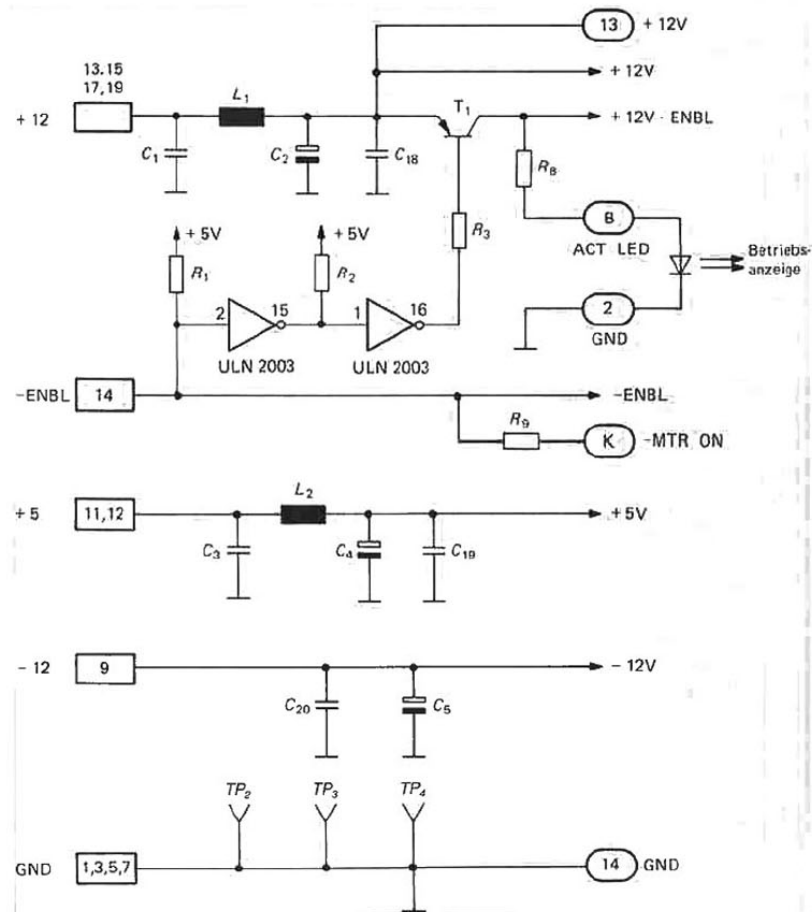 13 +12V
13.15
17,19
+12V
L1
T1
+12
+12V-ENBL
C1
C2
C18
R8
R3
B
ACT LED
Betriebs-
anzeige
+5V
+5V
R1
R2
2 15
1 16
ULN 2003
ULN 2003
2
GND
-ENBL 14
-ENBL
R9
K -MTR ON
L2
+5 11,12
+5V
C3
C4
C19
-12 9
-12V
C20
C5
TP2
TP3
TP4
GND 1,3,5,7
14 GND